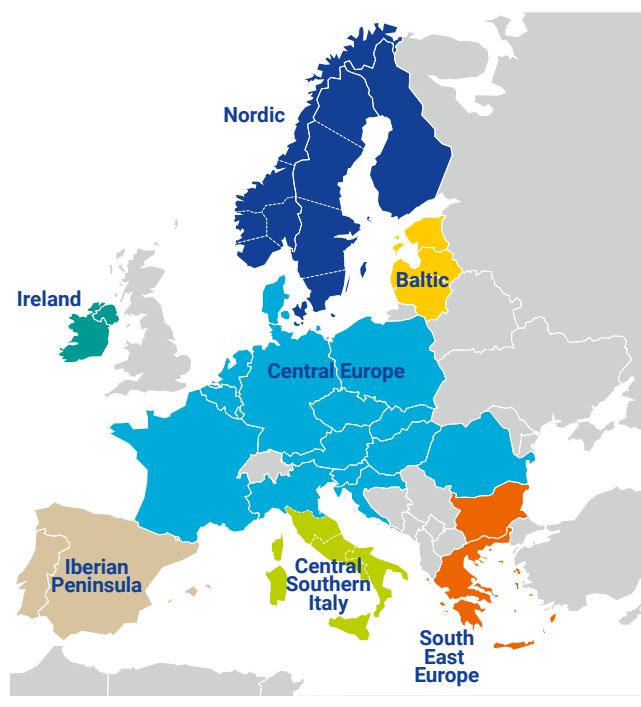 Nordic
Baltic
Ireland
Central Europe
Iberian
Peninsula
Central
Southern
Italy
South
East
Europe